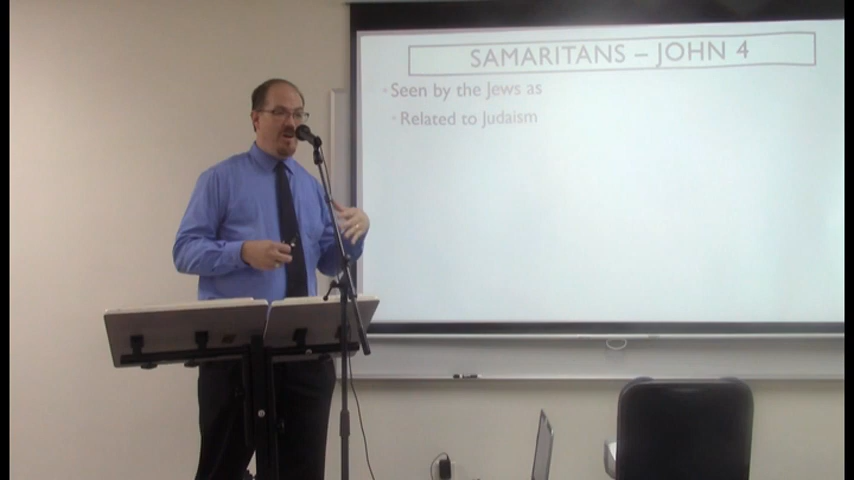 SAMARITANS – JOHN 4
• Seen by the Jews as
• Related to Judaism